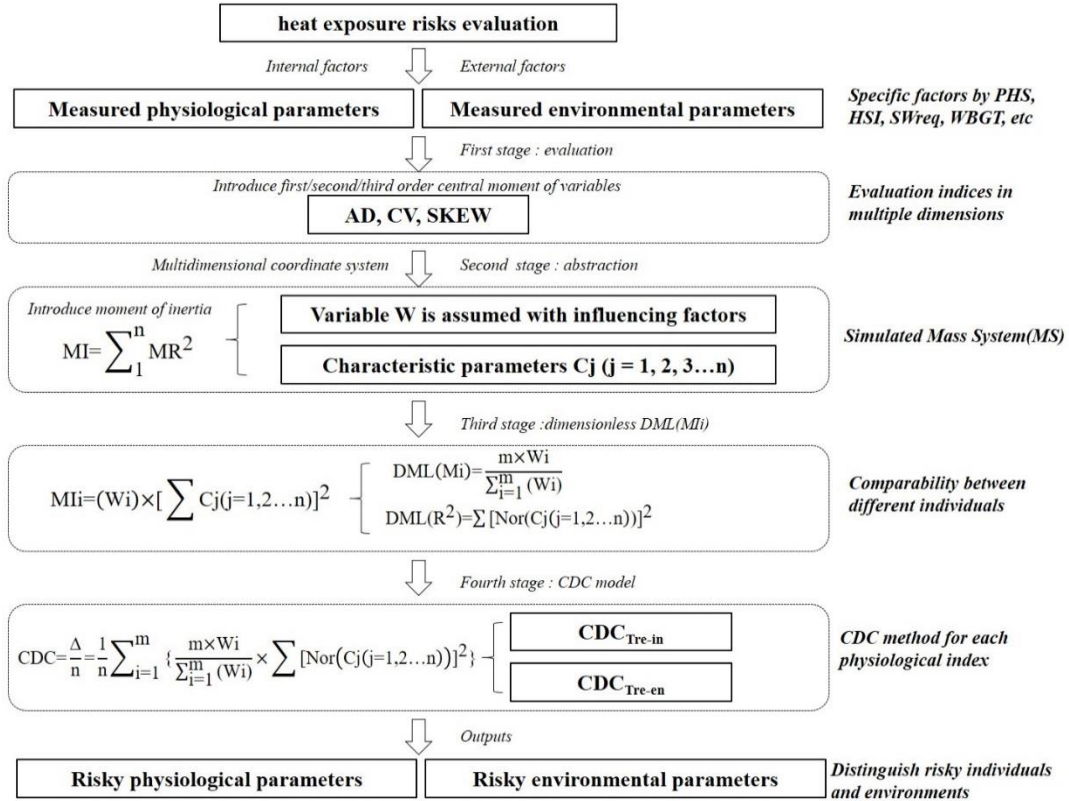 heat exposure risks evaluation
Internal factors
External factors
Measured physiological parameters
Measured environmental parameters
Specific factors by PHS,
HSI, SWreq, WBGT, etc
First stage : evaluation
Introduce first/second/third order central moment of variables
AD, CV, SKEW
Evaluation indices in
multiple dimensions
Multidimensional coordinate system
Second stage : abstraction
Introduce moment of inertia
MI=∑₁ⁿ MR²
Variable W is assumed with influencing factors
Characteristic parameters Cj (j = 1, 2, 3…n)
Simulated Mass System(MS)
Third stage :dimensionless DML(MIi)
MIi=(Wi)×[∑ Cj(j=1,2…n)]²
DML(Mi)=m×Wi/∑ᵢ₌₁ᵐ (Wi)
DML(R²)=∑ [Nor(Cj(j=1,2…n))]²
Comparability between
different individuals
Fourth stage : CDC model
CDC=Δ/n=1/n ∑ᵢ₌₁ᵐ {m×Wi/∑ᵢ₌₁ᵐ (Wi) × ∑ [Nor(Cj(j=1,2…n))]²}
CDC Tre-in
CDC Tre-en
CDC method for each
physiological index
Outputs
Risky physiological parameters
Risky environmental parameters
Distinguish risky individuals
and environments